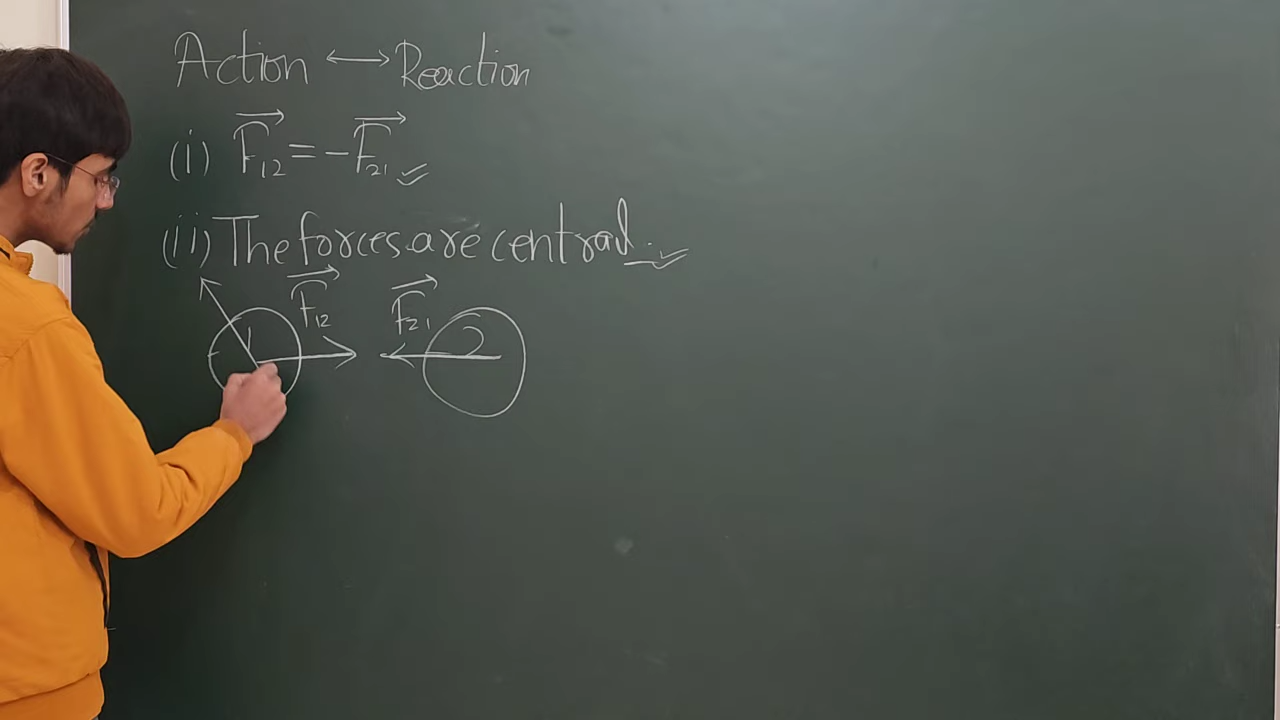 Action ⟷ Reaction
(i) F⃗₁₂ = −F⃗₂₁ ✓
(ii) The forces are central. ✓
F⃗₁₂ F⃗₂₁
1 2